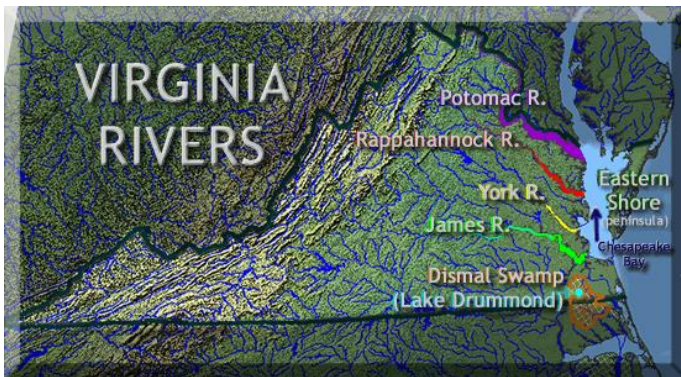 VIRGINIA
RIVERS
Potomac R.
Rappahannock R.
York R.
Eastern
Shore
(peninsula)
James R.
Chesapeake
Bay
Dismal Swamp
(Lake Drummond)